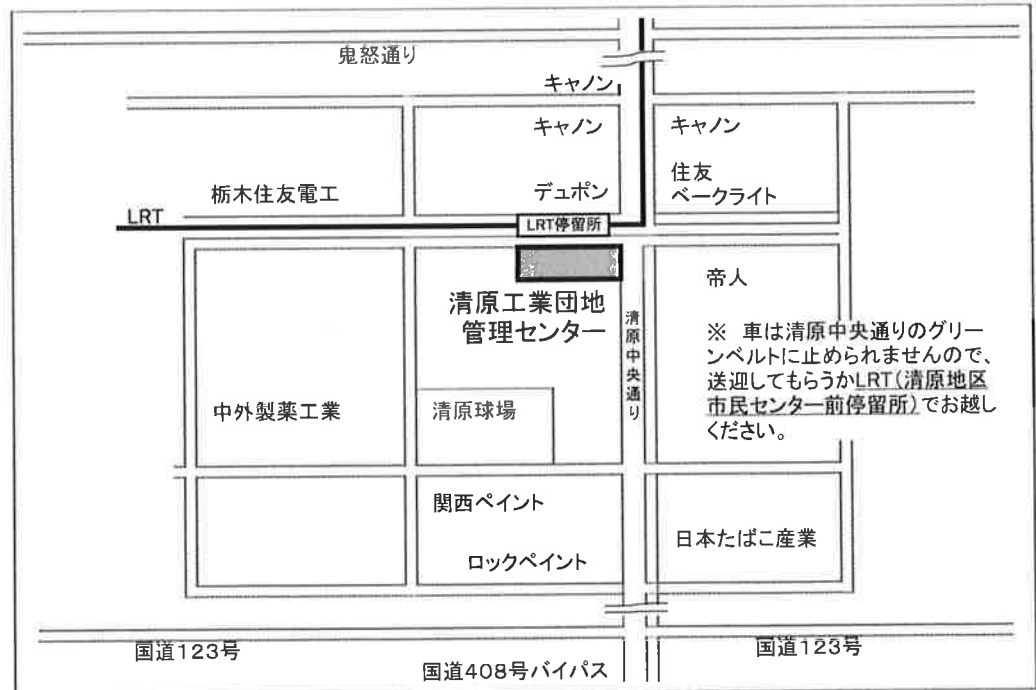 鬼怒通り
キャノン
キャノン
キャノン
住友
ベークライト
栃木住友電工
デュポン
LRT
LRT停留所
清原工業団地
管理センター
清原中央通り
帝人
※ 車は清原中央通りのグリー
ンベルトに止められませんので、
送迎してもらうかLRT(清原地区
市民センター前停留所)でお越し
ください。
中外製薬工業
清原球場
関西ペイント
ロックペイント
日本たばこ産業
国道123号
国道408号バイパス
国道123号